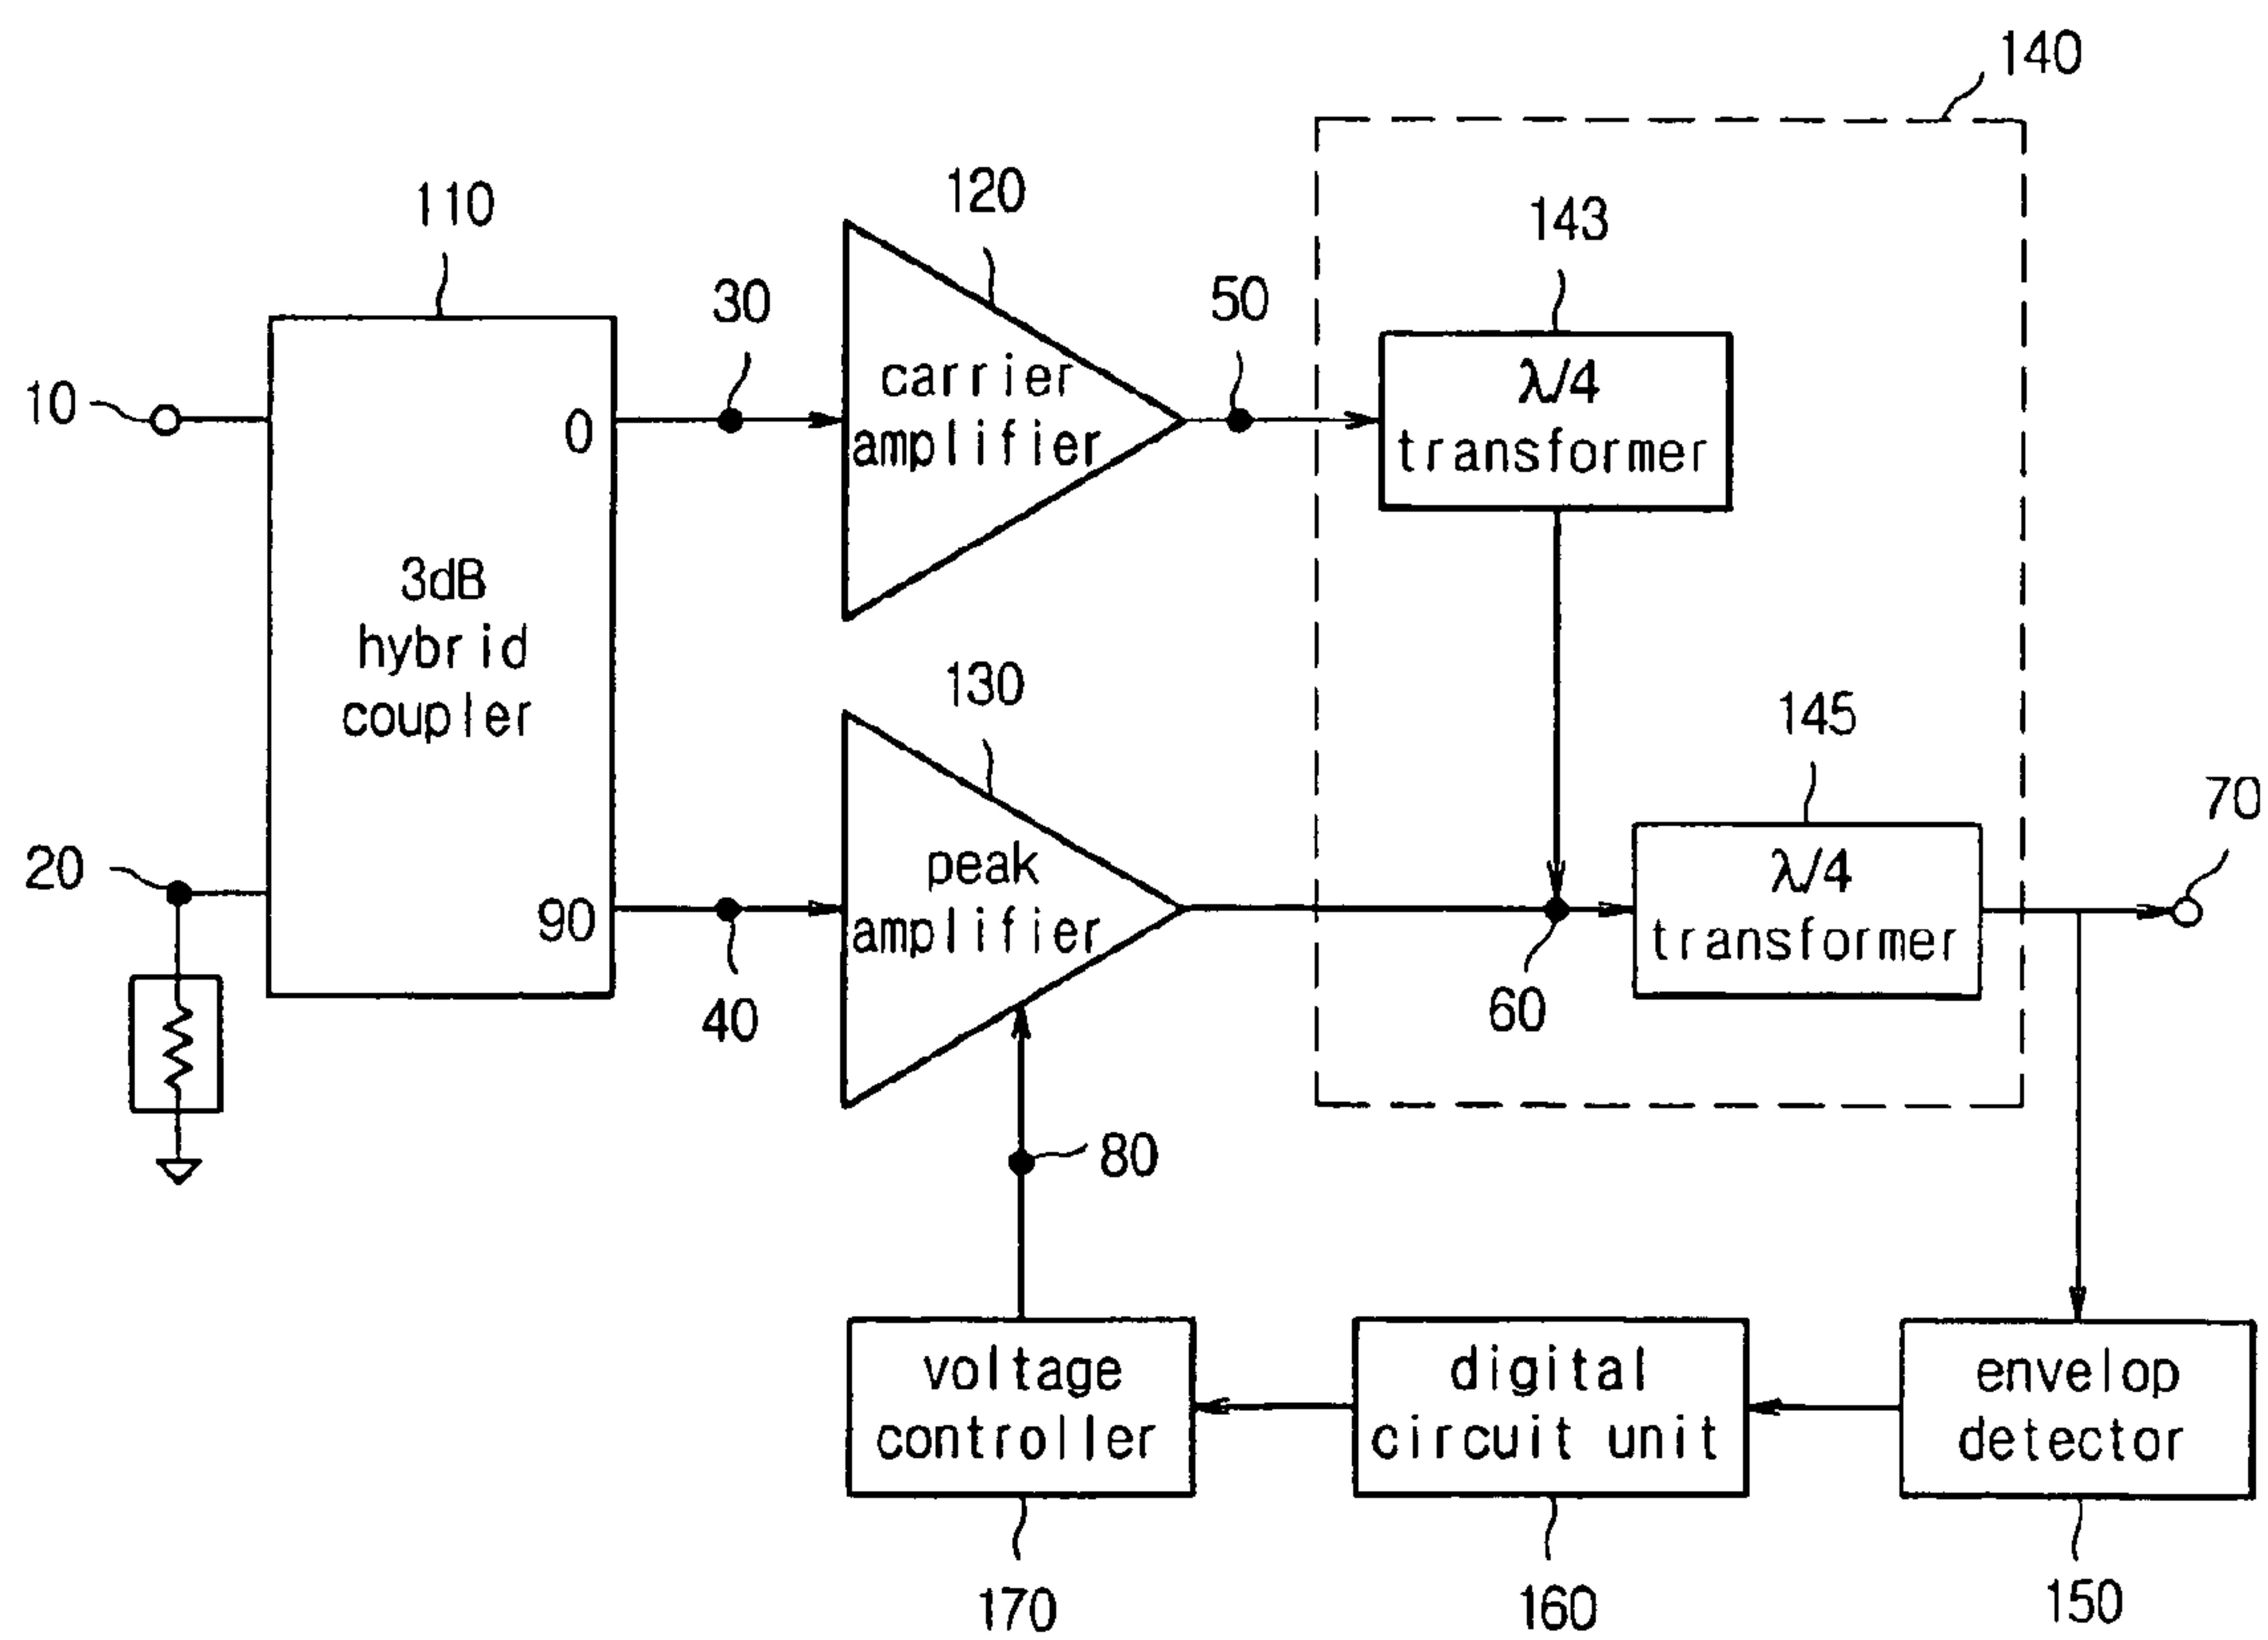 140
110
120
143
30
50
10
0
carrier
amplifier
λ/4
transformer
3dB
hybrid
coupler
130
145
70
20
90
peak
amplifier
λ/4
transformer
40
60
80
voltage
controller
digital
circuit unit
envelop
detector
170
160
150